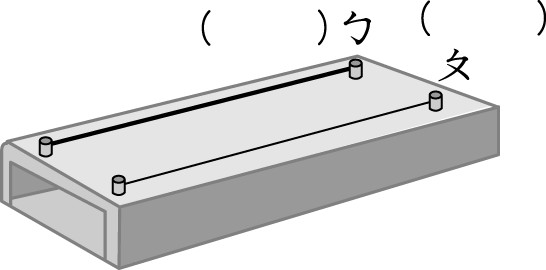 (　　)ㄅ (　　)
ㄆ